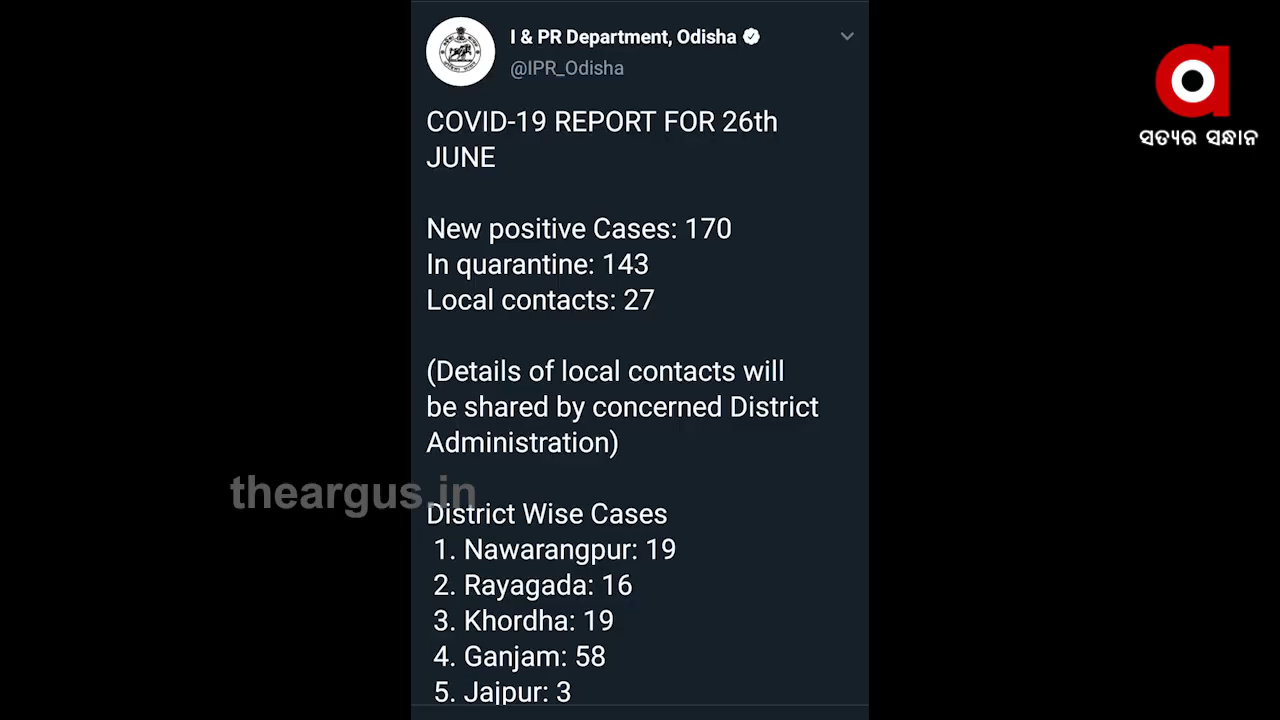 I & PR Department, Odisha
@IPR_Odisha
COVID-19 REPORT FOR 26th
JUNE
New positive Cases: 170
In quarantine: 143
Local contacts: 27
(Details of local contacts will
be shared by concerned District
Administration)
District Wise Cases
1. Nawarangpur: 19
2. Rayagada: 16
3. Khordha: 19
4. Ganjam: 58
5. Jajpur: 3
theargus.in
ସତ୍ୟର ସନ୍ଧାନ